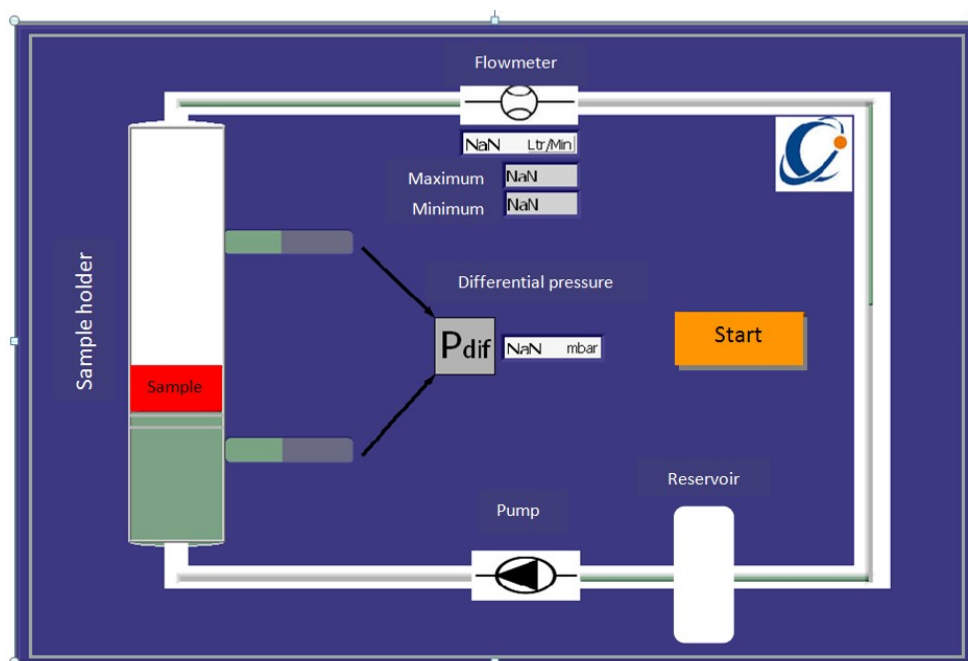 Flowmeter
NaN Ltr/Min
Maximum NaN
Minimum NaN
Sample holder
Differential pressure
Pdif NaN mbar
Start
Sample
Reservoir
Pump